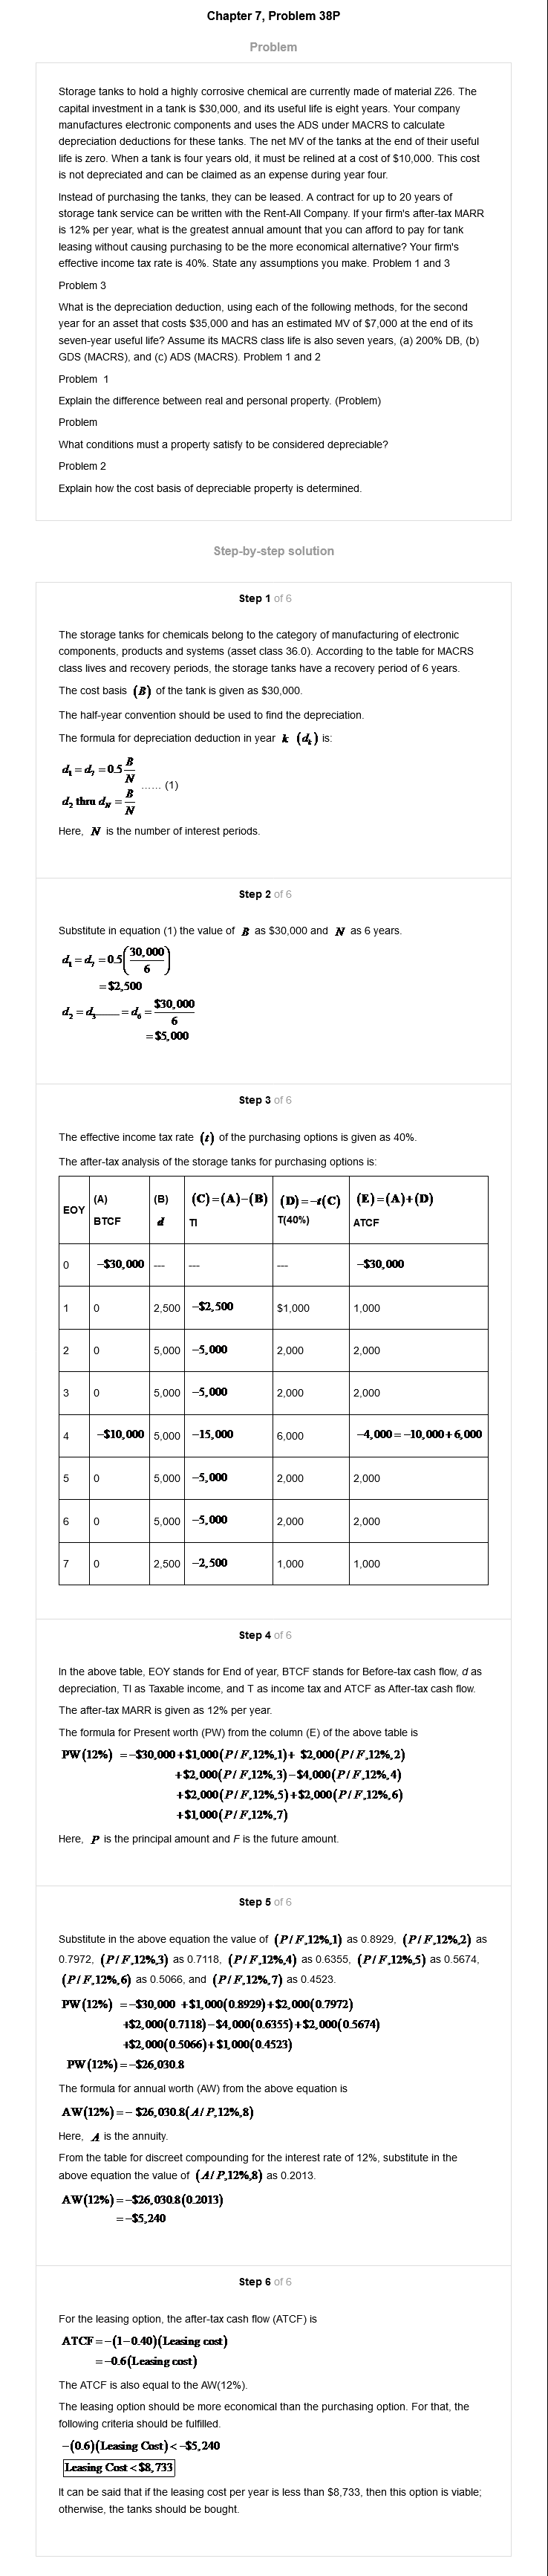 Chapter 7, Problem 38P
Problem
Storage tanks to hold a highly corrosive chemical are currently made of material Z26. The
capital investment in a tank is $30,000, and its useful life is eight years. Your company
manufactures electronic components and uses the ADS under MACRS to calculate
depreciation deductions for these tanks. The net MV of the tanks at the end of their useful
life is zero. When a tank is four years old, it must be relined at a cost of $10,000. This cost
is not depreciated and can be claimed as an expense during year four.
Instead of purchasing the tanks, they can be leased. A contract for up to 20 years of
storage tank service can be written with the Rent-All Company. If your firm's after-tax MARR
is 12% per year, what is the greatest annual amount that you can afford to pay for tank
leasing without causing purchasing to be the more economical alternative? Your firm's
effective income tax rate is 40%. State any assumptions you make. Problem 1 and 3
Problem 3
What is the depreciation deduction, using each of the following methods, for the second
year for an asset that costs $35,000 and has an estimated MV of $7,000 at the end of its
seven-year useful life? Assume its MACRS class life is also seven years, (a) 200% DB, (b)
GDS (MACRS), and (c) ADS (MACRS). Problem 1 and 2
Problem 1
Explain the difference between real and personal property. (Problem)
Problem
What conditions must a property satisfy to be considered depreciable?
Problem 2
Explain how the cost basis of depreciable property is determined.
Step-by-step solution
Step 1 of 6
The storage tanks for chemicals belong to the category of manufacturing of electronic
components, products and systems (asset class 36.0). According to the table for MACRS
class lives and recovery periods, the storage tanks have a recovery period of 6 years.
The cost basis (B) of the tank is given as $30,000.
The half-year convention should be used to find the depreciation.
The formula for depreciation deduction in year k (dₖ) is:
d₁ = d₇ = 0.5 B/N
...... (1)
d₂ thru d_N = B/N
Here, N is the number of interest periods.
Step 2 of 6
Substitute in equation (1) the value of B as $30,000 and N as 6 years.
d₁ = d₇ = 0.5(30,000/6)
= $2,500
d₂ = d₃____ = d₆ = $30,000/6
= $5,000
Step 3 of 6
The effective income tax rate (t) of the purchasing options is given as 40%.
The after-tax analysis of the storage tanks for purchasing options is:
EOY (A) BTCF (B) d (C)=(A)−(B) TI (D)=−t(C) T(40%) (E)=(A)+(D) ATCF
0 −$30,000 --- --- --- −$30,000
1 0 2,500 −$2,500 $1,000 1,000
2 0 5,000 −5,000 2,000 2,000
3 0 5,000 −5,000 2,000 2,000
4 −$10,000 5,000 −15,000 6,000 −4,000=−10,000+6,000
5 0 5,000 −5,000 2,000 2,000
6 0 5,000 −5,000 2,000 2,000
7 0 2,500 −2,500 1,000 1,000
Step 4 of 6
In the above table, EOY stands for End of year, BTCF stands for Before-tax cash flow, d as
depreciation, TI as Taxable income, and T as income tax and ATCF as After-tax cash flow.
The after-tax MARR is given as 12% per year.
The formula for Present worth (PW) from the column (E) of the above table is
PW(12%) =−$30,000+$1,000(P/F,12%,1)+ $2,000(P/F,12%,2)
+$2,000(P/F,12%,3)−$4,000(P/F,12%,4)
+$2,000(P/F,12%,5)+$2,000(P/F,12%,6)
+$1,000(P/F,12%,7)
Here, P is the principal amount and F is the future amount.
Step 5 of 6
Substitute in the above equation the value of (P/F,12%,1) as 0.8929, (P/F,12%,2) as
0.7972, (P/F,12%,3) as 0.7118, (P/F,12%,4) as 0.6355, (P/F,12%,5) as 0.5674,
(P/F,12%,6) as 0.5066, and (P/F,12%,7) as 0.4523.
PW(12%) =−$30,000 +$1,000(0.8929)+$2,000(0.7972)
+$2,000(0.7118)−$4,000(0.6355)+$2,000(0.5674)
+$2,000(0.5066)+$1,000(0.4523)
PW(12%)=−$26,030.8
The formula for annual worth (AW) from the above equation is
AW(12%)=− $26,030.8(A/P,12%,8)
Here, A is the annuity.
From the table for discreet compounding for the interest rate of 12%, substitute in the
above equation the value of (A/P,12%,8) as 0.2013.
AW(12%)=−$26,030.8(0.2013)
=−$5,240
Step 6 of 6
For the leasing option, the after-tax cash flow (ATCF) is
ATCF=−(1−0.40)(Leasing cost)
=−0.6(Leasing cost)
The ATCF is also equal to the AW(12%).
The leasing option should be more economical than the purchasing option. For that, the
following criteria should be fulfilled.
−(0.6)(Leasing Cost)<−$5,240
Leasing Cost<$8,733
It can be said that if the leasing cost per year is less than $8,733, then this option is viable;
otherwise, the tanks should be bought.